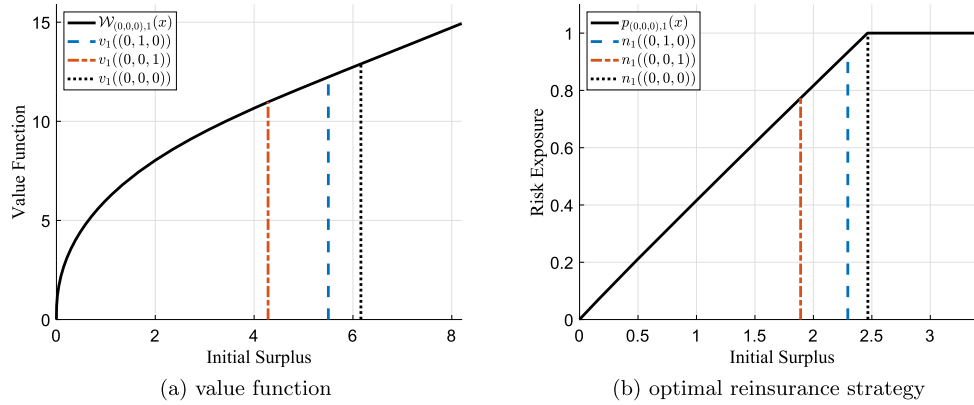 15
10
5
0
Value Function
𝒲(0,0,0),1(x)
v1((0,1,0))
v1((0,0,1))
v1((0,0,0))
0 2 4 6 8
Initial Surplus
(a) value function
1
0.8
0.6
0.4
0.2
0
Risk Exposure
p(0,0,0),1(x)
n1((0,1,0))
n1((0,0,1))
n1((0,0,0))
0 0.5 1 1.5 2 2.5 3
Initial Surplus
(b) optimal reinsurance strategy